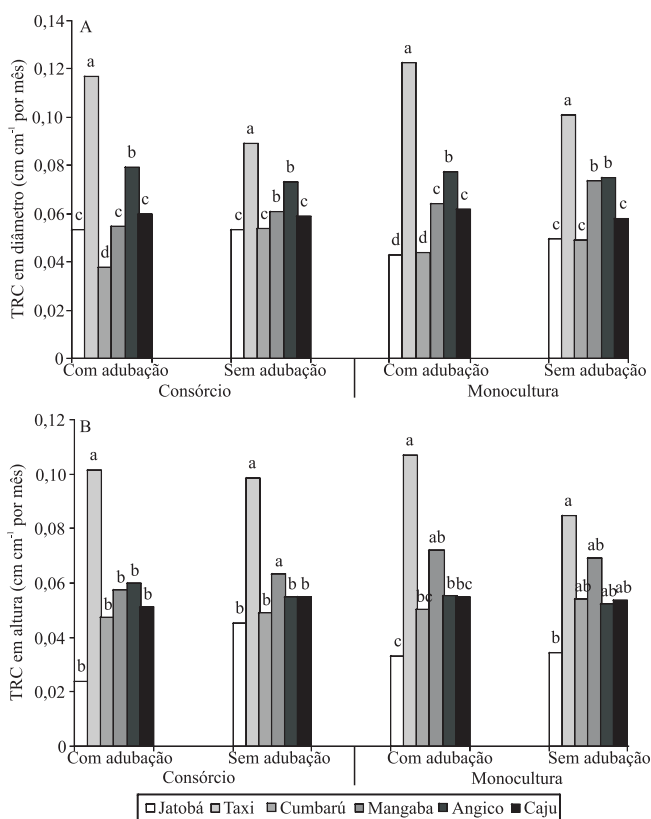 0,14
A
0,12
0,10
0,08
0,06
0,04
0,02
0
TRC em diâmetro (cm cm⁻¹ por mês)
c a d c b c
c a c b b c
d a d c b c
c a c b b c
Com adubação Sem adubação Com adubação Sem adubação
Consórcio Monocultura
0,12
B
0,10
0,08
0,06
0,04
0,02
0
TRC em altura (cm cm⁻¹ por mês)
b a b b b b
b a b a b b
c a bc ab b bc
b a ab ab ab ab
Com adubação Sem adubação Com adubação Sem adubação
Consórcio Monocultura
Jatobá Taxi Cumbarú Mangaba Angico Caju